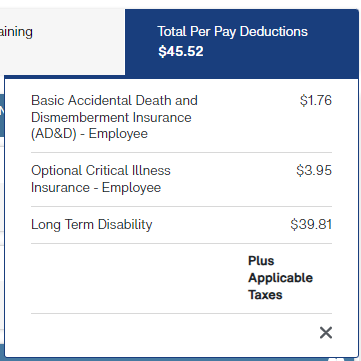 Total Per Pay Deductions
$45.52
Basic Accidental Death and $1.76
Dismemberment Insurance
(AD&D) - Employee
Optional Critical Illness $3.95
Insurance - Employee
Long Term Disability $39.81
Plus
Applicable
Taxes